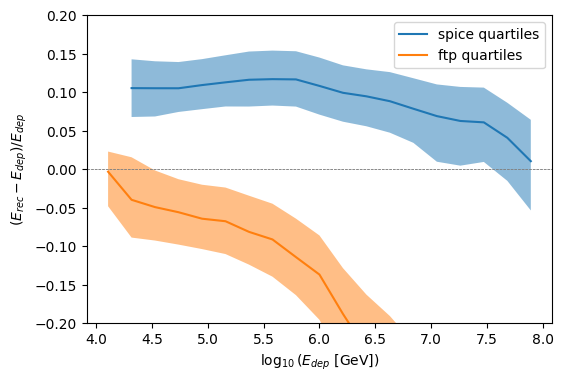 spice quartiles
ftp quartiles
0.20
0.15
0.10
0.05
0.00
−0.05
−0.10
−0.15
−0.20
(E_rec − E_dep)/E_dep
4.0 4.5 5.0 5.5 6.0 6.5 7.0 7.5 8.0
log₁₀(E_dep [GeV])